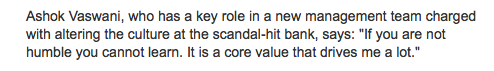 Ashok Vaswani, who has a key role in a new management team charged
with altering the culture at the scandal-hit bank, says: "If you are not
humble you cannot learn. It is a core value that drives me a lot."